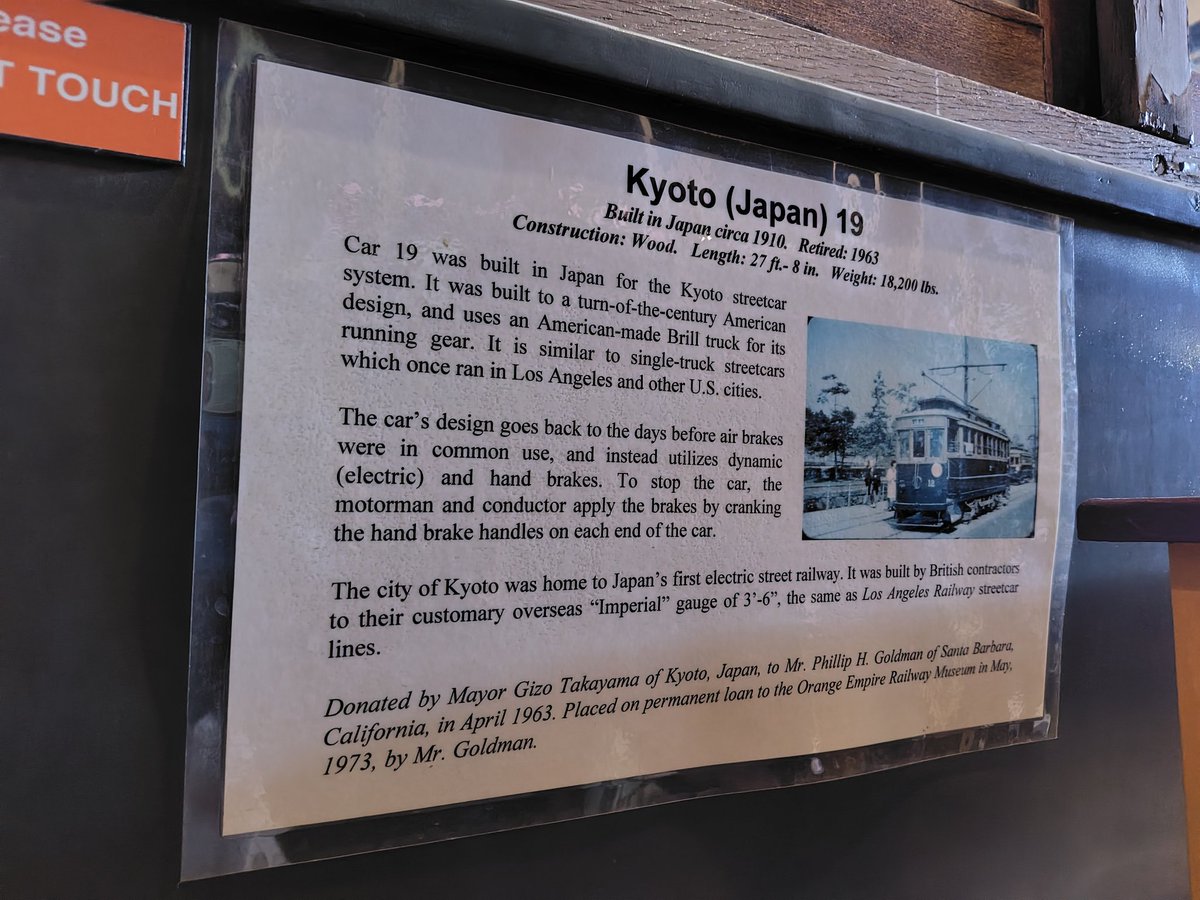 ease
T TOUCH
Kyoto (Japan) 19
Built in Japan circa 1910. Retired: 1963
Construction: Wood. Length: 27 ft.- 8 in. Weight: 18,200 lbs.
Car 19 was built in Japan for the Kyoto streetcar
system. It was built to a turn-of-the-century American
design, and uses an American-made Brill truck for its
running gear. It is similar to single-truck streetcars
which once ran in Los Angeles and other U.S. cities.
The car’s design goes back to the days before air brakes
were in common use, and instead utilizes dynamic
(electric) and hand brakes. To stop the car, the
motorman and conductor apply the brakes by cranking
the hand brake handles on each end of the car.
12
The city of Kyoto was home to Japan’s first electric street railway. It was built by British contractors
to their customary overseas “Imperial” gauge of 3’-6”, the same as Los Angeles Railway streetcar
lines.
Donated by Mayor Gizo Takayama of Kyoto, Japan, to Mr. Phillip H. Goldman of Santa Barbara,
California, in April 1963. Placed on permanent loan to the Orange Empire Railway Museum in May,
1973, by Mr. Goldman.